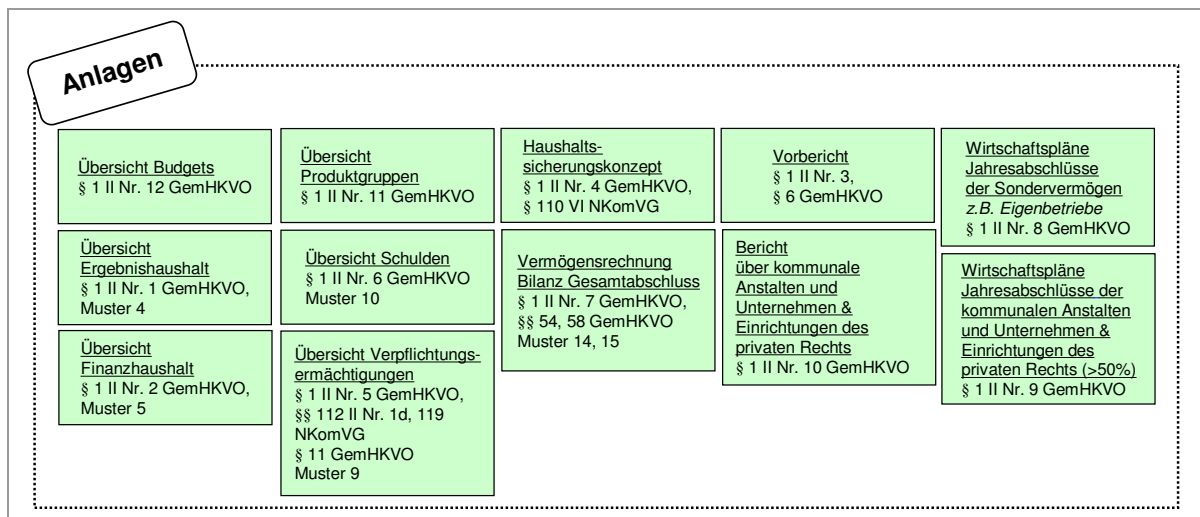 Anlagen
Übersicht Budgets
§ 1 II Nr. 12 GemHKVO
Übersicht
Ergebnishaushalt
§ 1 II Nr. 1 GemHKVO,
Muster 4
Übersicht
Finanzhaushalt
§ 1 II Nr. 2 GemHKVO,
Muster 5
Übersicht
Produktgruppen
§ 1 II Nr. 11 GemHKVO
Übersicht Schulden
§ 1 II Nr. 6 GemHKVO
Muster 10
Übersicht Verpflichtungs-
ermächtigungen
§ 1 II Nr. 5 GemHKVO,
§§ 112 II Nr. 1d, 119
NKomVG
§ 11 GemHKVO
Muster 9
Haushalts-
sicherungskonzept
§ 1 II Nr. 4 GemHKVO,
§ 110 VI NKomVG
Vermögensrechnung
Bilanz Gesamtabschluss
§ 1 II Nr. 7 GemHKVO,
§§ 54, 58 GemHKVO
Muster 14, 15
Vorbericht
§ 1 II Nr. 3,
§ 6 GemHKVO
Bericht
über kommunale
Anstalten und
Unternehmen &
Einrichtungen des
privaten Rechts
§ 1 II Nr. 10 GemHKVO
Wirtschaftspläne
Jahresabschlüsse
der Sondervermögen
z.B. Eigenbetriebe
§ 1 II Nr. 8 GemHKVO
Wirtschaftspläne
Jahresabschlüsse der
kommunalen Anstalten
und Unternehmen &
Einrichtungen des
privaten Rechts (>50%)
§ 1 II Nr. 9 GemHKVO